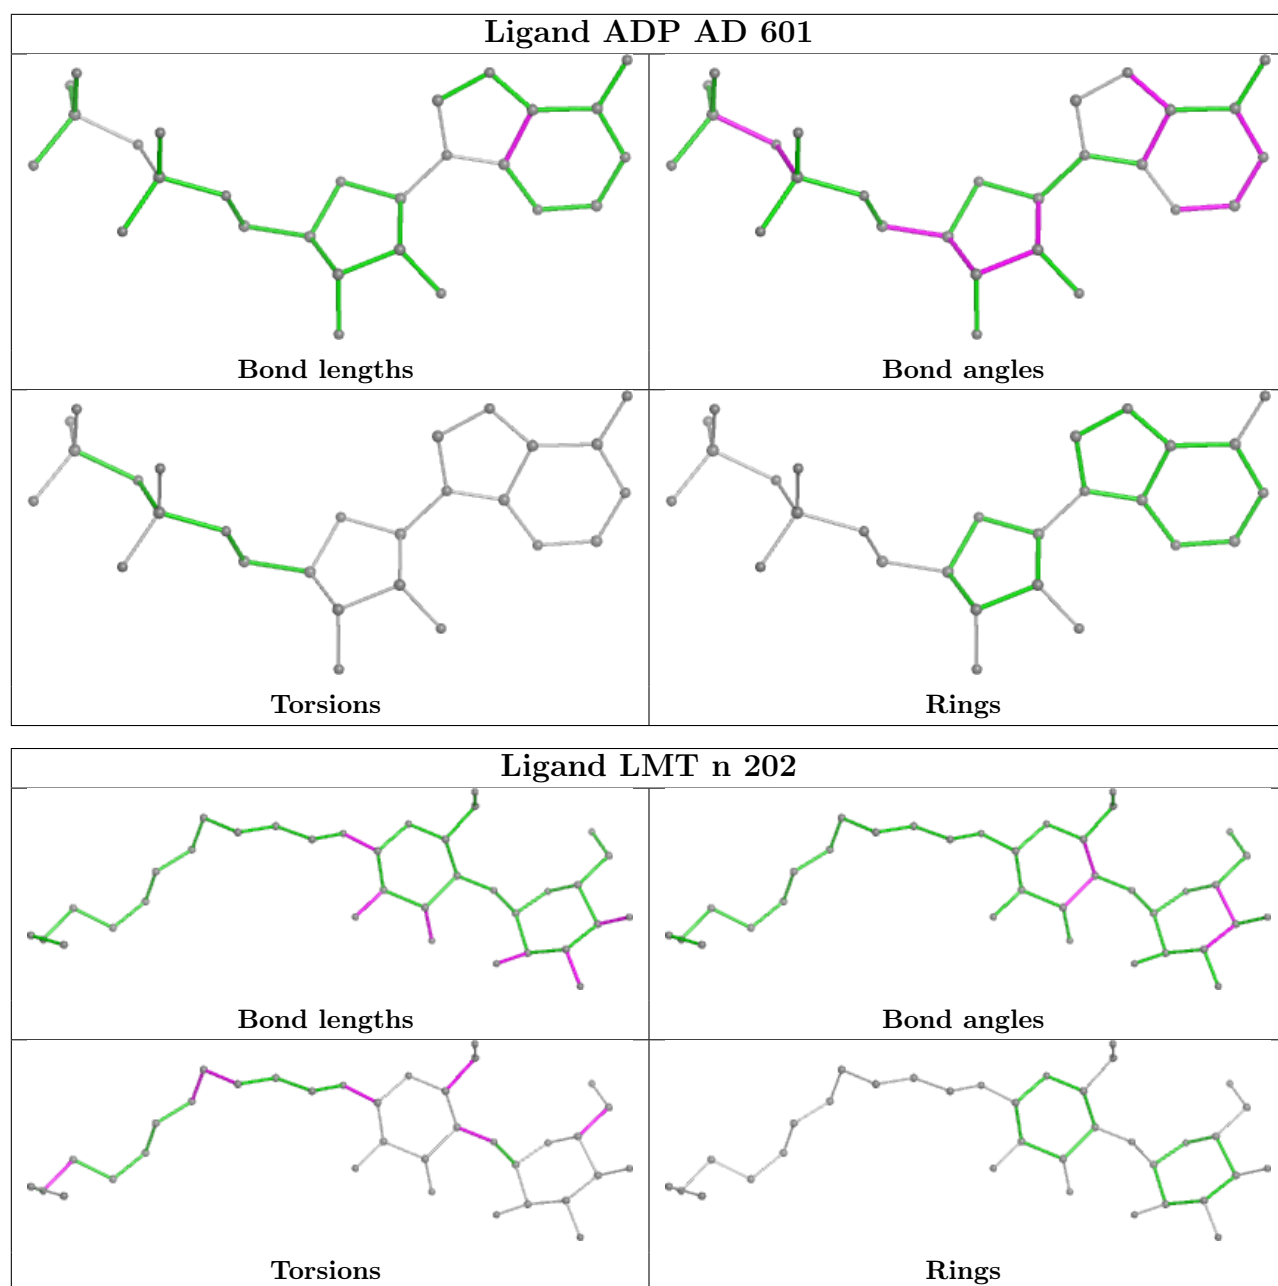 Ligand ADP AD 601
Bond lengths
Bond angles
Torsions
Rings
Ligand LMT n 202
Bond lengths
Bond angles
Torsions
Rings